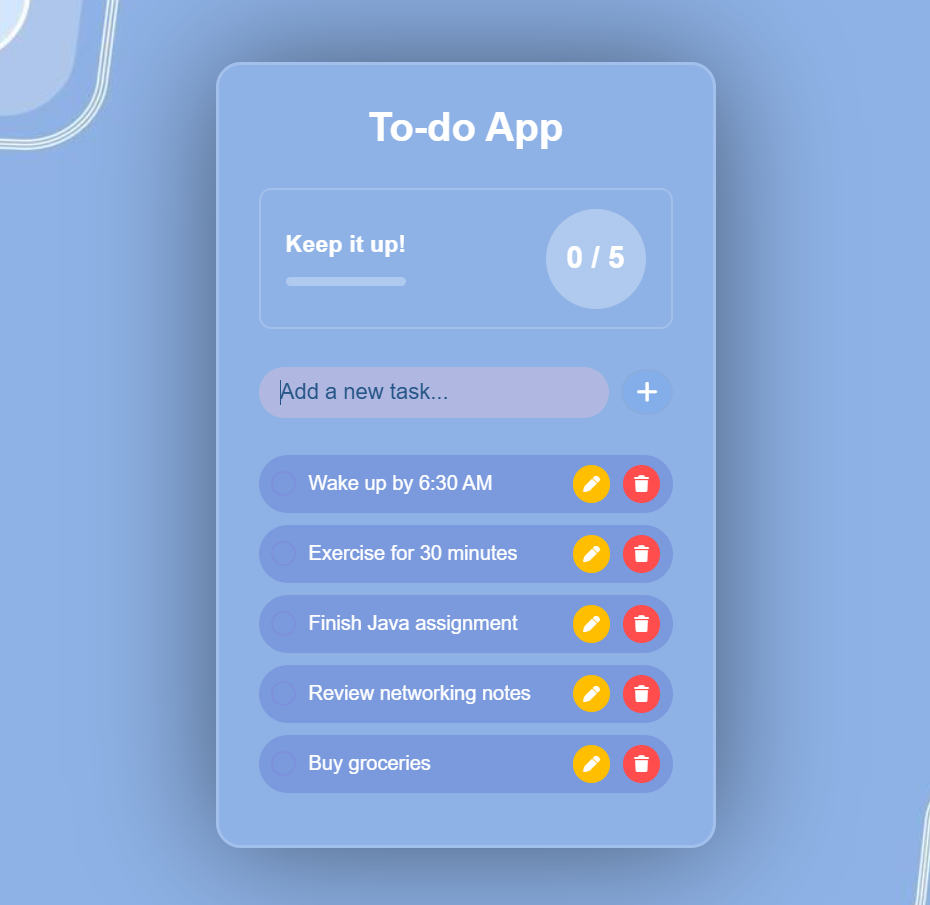 To-do App
Keep it up!
0 / 5
Add a new task...
Wake up by 6:30 AM
Exercise for 30 minutes
Finish Java assignment
Review networking notes
Buy groceries